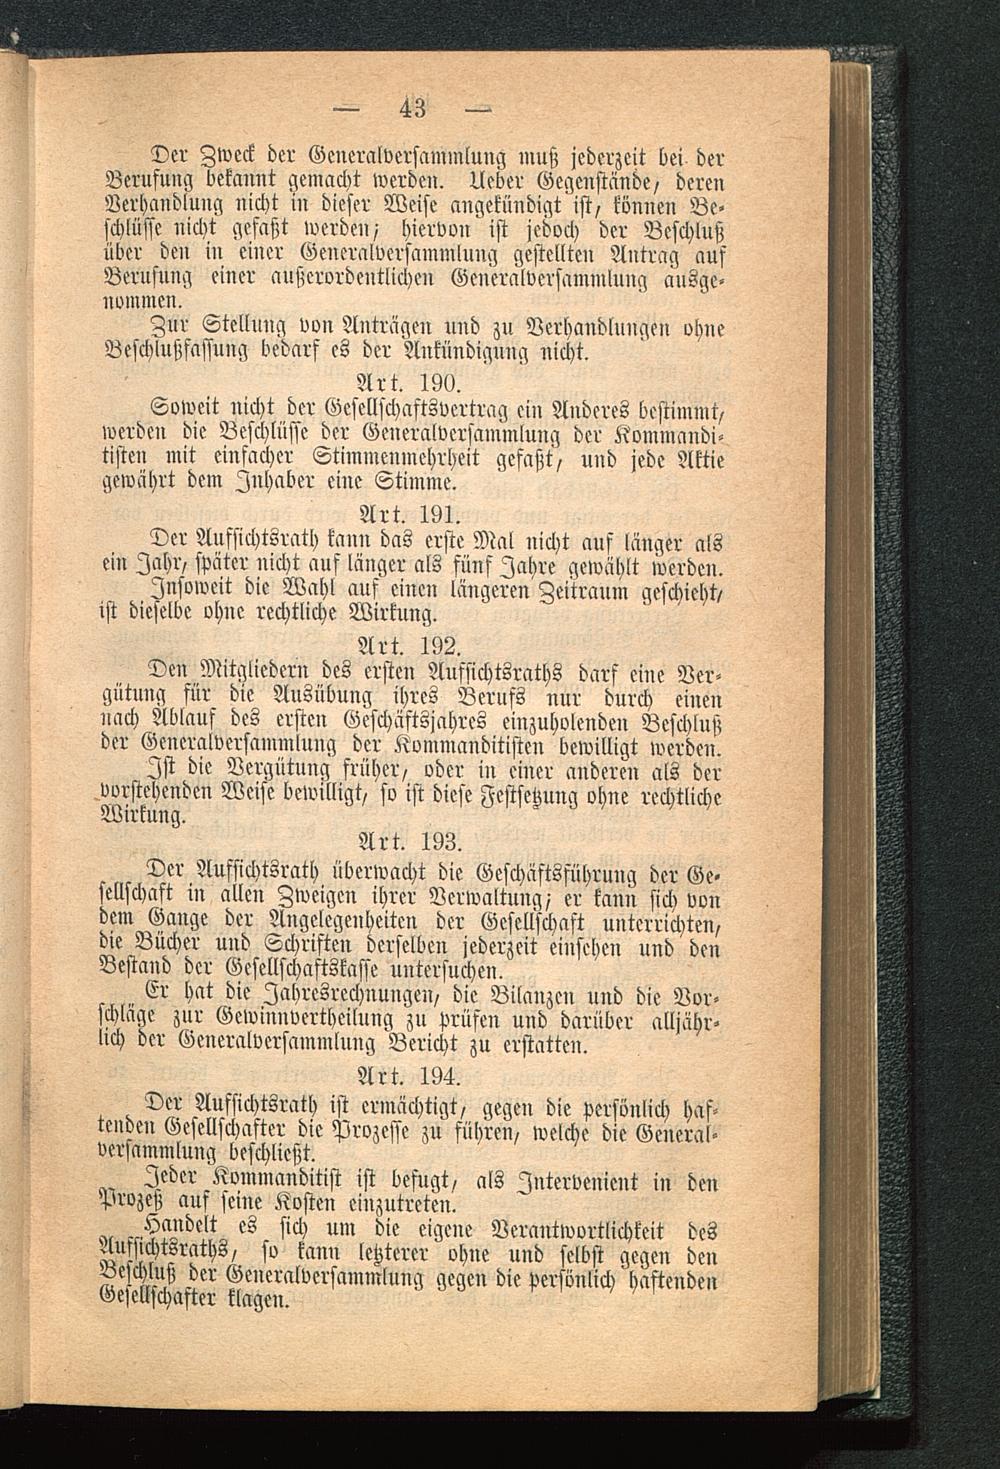 — 43 —
Der Zweck der Generalversammlung muß jederzeit bei der
Berufung bekannt gemacht werden. Ueber Gegenstände, deren
Verhandlung nicht in dieser Weise angekündigt ist, können Be-
schlüsse nicht gefaßt werden; hiervon ist jedoch der Beschluß
über den in einer Generalversammlung gestellten Antrag auf
Berufung einer außerordentlichen Generalversammlung ausge-
nommen.
Zur Stellung von Anträgen und zu Verhandlungen ohne
Beschlußfassung bedarf es der Ankündigung nicht.
Art. 190.
Soweit nicht der Gesellschaftsvertrag ein Anderes bestimmt,
werden die Beschlüsse der Generalversammlung der Kommandi-
tisten mit einfacher Stimmenmehrheit gefaßt, und jede Aktie
gewährt dem Inhaber eine Stimme.
Art. 191.
Der Aufsichtsrath kann das erste Mal nicht auf länger als
ein Jahr, später nicht auf länger als fünf Jahre gewählt werden.
Insoweit die Wahl auf einen längeren Zeitraum geschieht,
ist dieselbe ohne rechtliche Wirkung.
Art. 192.
Den Mitgliedern des ersten Aufsichtsraths darf eine Ver-
gütung für die Ausübung ihres Berufs nur durch einen
nach Ablauf des ersten Geschäftsjahres einzuholenden Beschluß
der Generalversammlung der Kommanditisten bewilligt werden.
Ist die Vergütung früher, oder in einer anderen als der
vorstehenden Weise bewilligt, so ist diese Festsetzung ohne rechtliche
Wirkung.
Art. 193.
Der Aufsichtsrath überwacht die Geschäftsführung der Ge-
sellschaft in allen Zweigen ihrer Verwaltung; er kann sich von
dem Gange der Angelegenheiten der Gesellschaft unterrichten,
die Bücher und Schriften derselben jederzeit einsehen und den
Bestand der Gesellschaftskasse untersuchen.
Er hat die Jahresrechnungen, die Bilanzen und die Vor-
schläge zur Gewinnvertheilung zu prüfen und darüber alljähr-
lich der Generalversammlung Bericht zu erstatten.
Art. 194.
Der Aufsichtsrath ist ermächtigt, gegen die persönlich haf-
tenden Gesellschafter die Prozesse zu führen, welche die General-
versammlung beschließt.
Jeder Kommanditist ist befugt, als Intervenient in den
Prozeß auf seine Kosten einzutreten.
Handelt es sich um die eigene Verantwortlichkeit des
Aufsichtsraths, so kann letzterer ohne und selbst gegen den
Beschluß der Generalversammlung gegen die persönlich haftenden
Gesellschafter klagen.